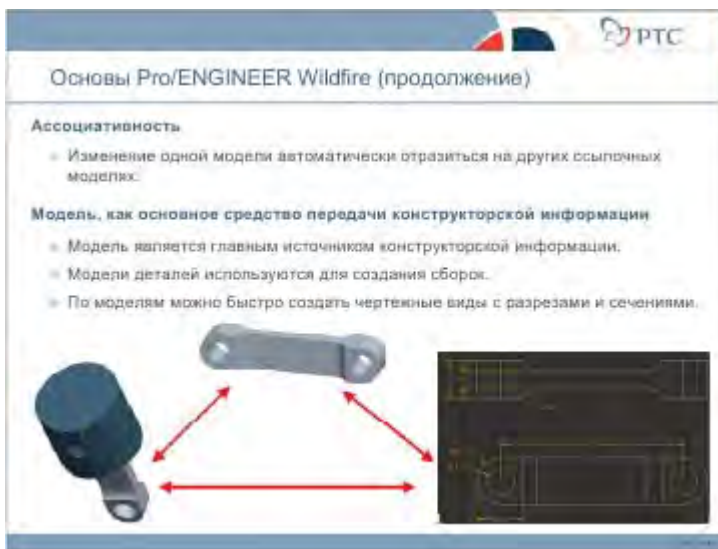 PTC
Основы Pro/ENGINEER Wildfire (продолжение)
Ассоциативность
Изменение одной модели автоматически отразиться на других ссылочных
моделях.
Модель, как основное средство передачи конструкторской информации
Модель является главным источником конструкторской информации.
Модели деталей используются для создания сборок.
По моделям можно быстро создать чертежные виды с разрезами и сечениями.